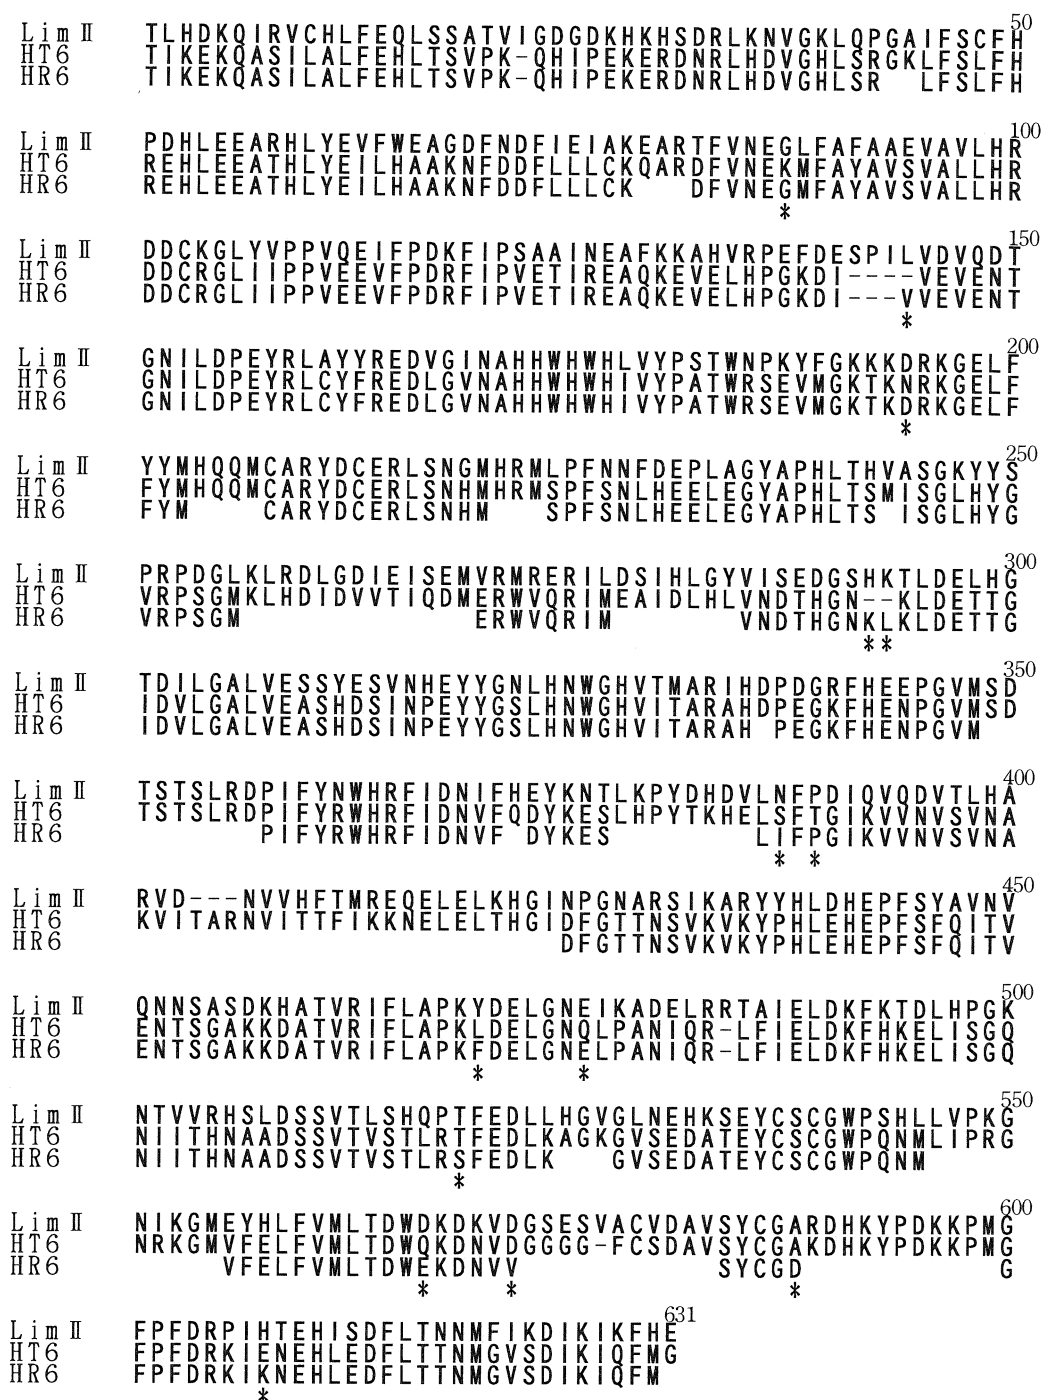 50
Lim Ⅱ TLHDKQIRVCHLFEQLSSATVIGDGDKHKHSDRLKNVGKLQPGAIFSCFH
HT6 TIKEKQASILALFEHLTSVPK-QHIPEKERDNRLHDVGHLSRGKLFSLFH
HR6 TIKEKQASILALFEHLTSVPK-QHIPEKERDNRLHDVGHLSR  LFSLFH
100
Lim Ⅱ PDHLEEARHLYEVFWEAGDFNDFIEIAKEARTFVNEGLFAFAAEVAVLHR
HT6 REHLEEATHLYEILHAAKNFDDFLLLCKQARDFVNEKMFAYAVSVALLHR
HR6 REHLEEATHLYEILHAAKNFDDFLLLCK   DFVNEGMFAYAVSVALLHR
*
150
Lim Ⅱ DDCKGLYVPPVQEIFPDKFIPSAAINEAFKKAHVRPEFDESPILVDVQDT
HT6 DDCRGLIIPPVEEVFPDRFIPVETIREAQKEVELHPGKDI----VEVENT
HR6 DDCRGLIIPPVEEVFPDRFIPVETIREAQKEVELHPGKDI---VVEVENT
*
200
Lim Ⅱ GNILDPEYRLAYYREDVGINAHHWHWHLVYPSTWNPKYFGKKKDRKGELF
HT6 GNILDPEYRLCYFREDLGVNAHHWHWHIVYPATWRSEVMGKTKNRKGELF
HR6 GNILDPEYRLCYFREDLGVNAHHWHWHIVYPATWRSEVMGKTKDRKGELF
*
250
Lim Ⅱ YYMHQQMCARYDCERLSNGMHRMLPFNNFDEPLAGYAPHLTHVASGKYYS
HT6 FYMHQQMCARYDCERLSNHMHRMSPFSNLHEELEGYAPHLTSMISGLHYG
HR6 FYM    CARYDCERLSNHM   SPFSNLHEELEGYAPHLTS ISGLHYG
300
Lim Ⅱ PRPDGLKLRDLGDIEISEMVRMRERILDSIHLGYVISEDGSHKTLDELHG
HT6 VRPSGMKLHDIDVVTIQDMERWVQRIMEAIDLHLVNDTHGN--KLDETTG
HR6 VRPSGM             ERWVQRIM       VNDTHGNKLKLDETTG
**
350
Lim Ⅱ TDILGALVESSYESVNHEYYGNLHNWGHVTMARIHDPDGRFHEEPGVMSD
HT6 IDVLGALVEASHDSINPEYYGSLHNWGHVITARAHDPEGKFHENPGVMSD
HR6 IDVLGALVEASHDSINPEYYGSLHNWGHVITARAH PEGKFHENPGVM
400
Lim Ⅱ TSTSLRDPIFYNWHRFIDNIFHEYKNTLKPYDHDVLNFPDIQVQDVTLHA
HT6 TSTSLRDPIFYRWHRFIDNVFQDYKESLHPYTKHELSFTGIKVVNVSVNA
HR6 PIFYRWHRFIDNVF DYKES        LIFPGIKVVNVSVNA
* *
450
Lim Ⅱ RVD---NVVHFTMREQELELKHGINPGNARSIKARYYHLDHEPFSYAVNV
HT6 KVITARNVITTFIKKNELELTHGIDFGTTNSVKVKYPHLEHEPFSFQITV
HR6 DFGTTNSVKVKYPHLEHEPFSFQITV
500
Lim Ⅱ QNNSASDKHATVRIFLAPKYDELGNEIKADELRRTAIELDKFKTDLHPGK
HT6 ENTSGAKKDATVRIFLAPKLDELGNQLPANIQR-LFIELDKFHKELISGQ
HR6 ENTSGAKKDATVRIFLAPKFDELGNELPANIQR-LFIELDKFHKELISGQ
* *
550
Lim Ⅱ NTVVRHSLDSSVTLSHQPTFEDLLHGVGLNEHKSEYCSCGWPSHLLVPKG
HT6 NIITHNAADSSVTVSTLRTFEDLKAGKGVSEDATEYCSCGWPQNMLIPRG
HR6 NIITHNAADSSVTVSTLRSFEDLK   GVSEDATEYCSCGWPQNM
*
600
Lim Ⅱ NIKGMEYHLFVMLTDWDKDKVDGSESVACVDAVSYCGARDHKYPDKKPMG
HT6 NRKGMVFELFVMLTDWQKDNVDGGGG-FCSDAVSYCGAKDHKYPDKKPMG
HR6 VFELFVMLTDWEKDNVV           SYCGD           G
* * *
631
Lim Ⅱ FPFDRPIHTEHISDFLTNNMFIKDIKIKFHE
HT6 FPFDRKIENEHLEDFLTTNMGVSDIKIQFMG
HR6 FPFDRKIKNEHLEDFLTTNMGVSDIKIQFM
*